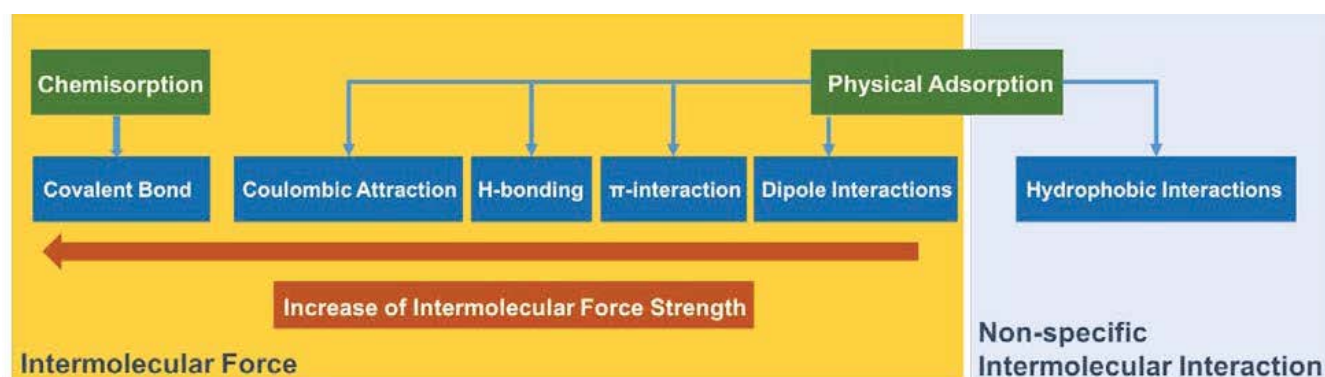 Chemisorption
Physical Adsorption
Covalent Bond
Coulombic Attraction
H-bonding
π-interaction
Dipole Interactions
Hydrophobic Interactions
Increase of Intermolecular Force Strength
Intermolecular Force
Non-specific
Intermolecular Interaction